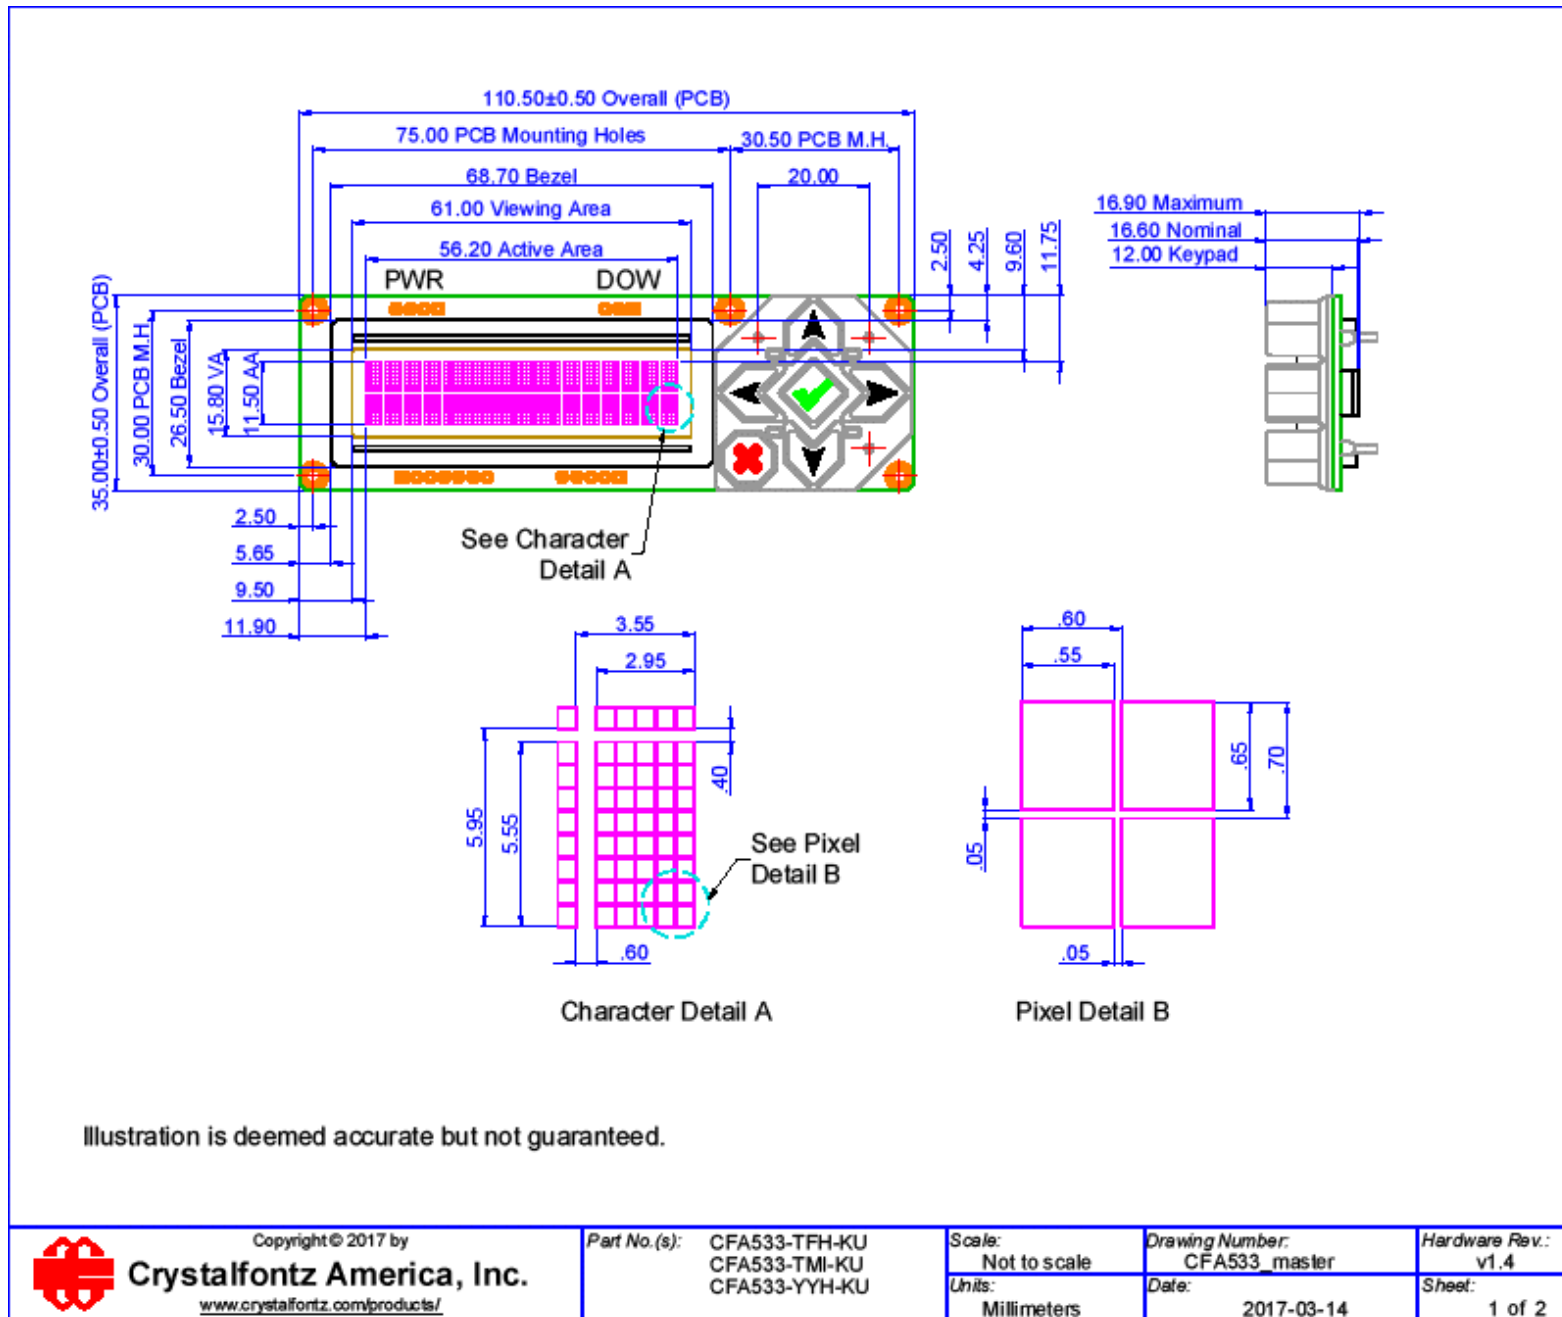 110.50±0.50 Overall (PCB)
75.00 PCB Mounting Holes
30.50 PCB M.H.
68.70 Bezel
20.00
61.00 Viewing Area
56.20 Active Area
PWR
DOW
2.50
4.25
9.60
11.75
16.90 Maximum
16.60 Nominal
12.00 Keypad
35.00±0.50 Overall (PCB)
30.00 PCB M.H.
26.50 Bezel
15.80 VA
11.50 AA
2.50
5.65
9.50
11.90
See Character
Detail A
3.55
2.95
.40
5.95
5.55
.60
See Pixel
Detail B
Character Detail A
.60
.55
.65
.70
.05
.05
Pixel Detail B
Illustration is deemed accurate but not guaranteed.
Copyright © 2017 by
Crystalfontz America, Inc.
www.crystalfontz.com/products/
Part No.(s):
CFA533-TFH-KU
CFA533-TMI-KU
CFA533-YYH-KU
Scale:
Not to scale
Units:
Millimeters
Drawing Number:
CFA533_master
Date:
2017-03-14
Hardware Rev.:
v1.4
Sheet:
1 of 2